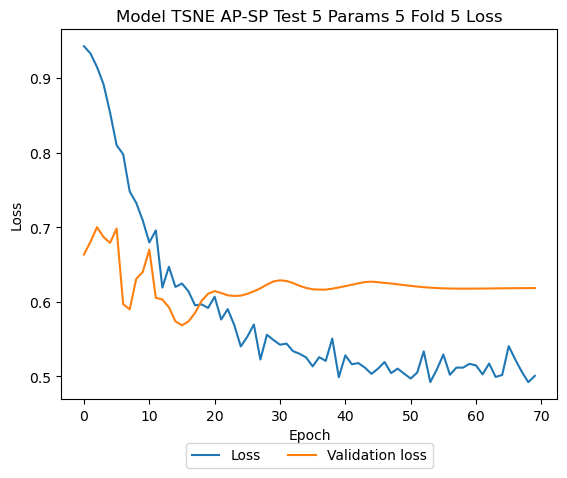 Model TSNE AP-SP Test 5 Params 5 Fold 5 Loss
Loss
0.9
0.8
0.7
0.6
0.5
0 10 20 30 40 50 60 70
Epoch
Loss Validation loss